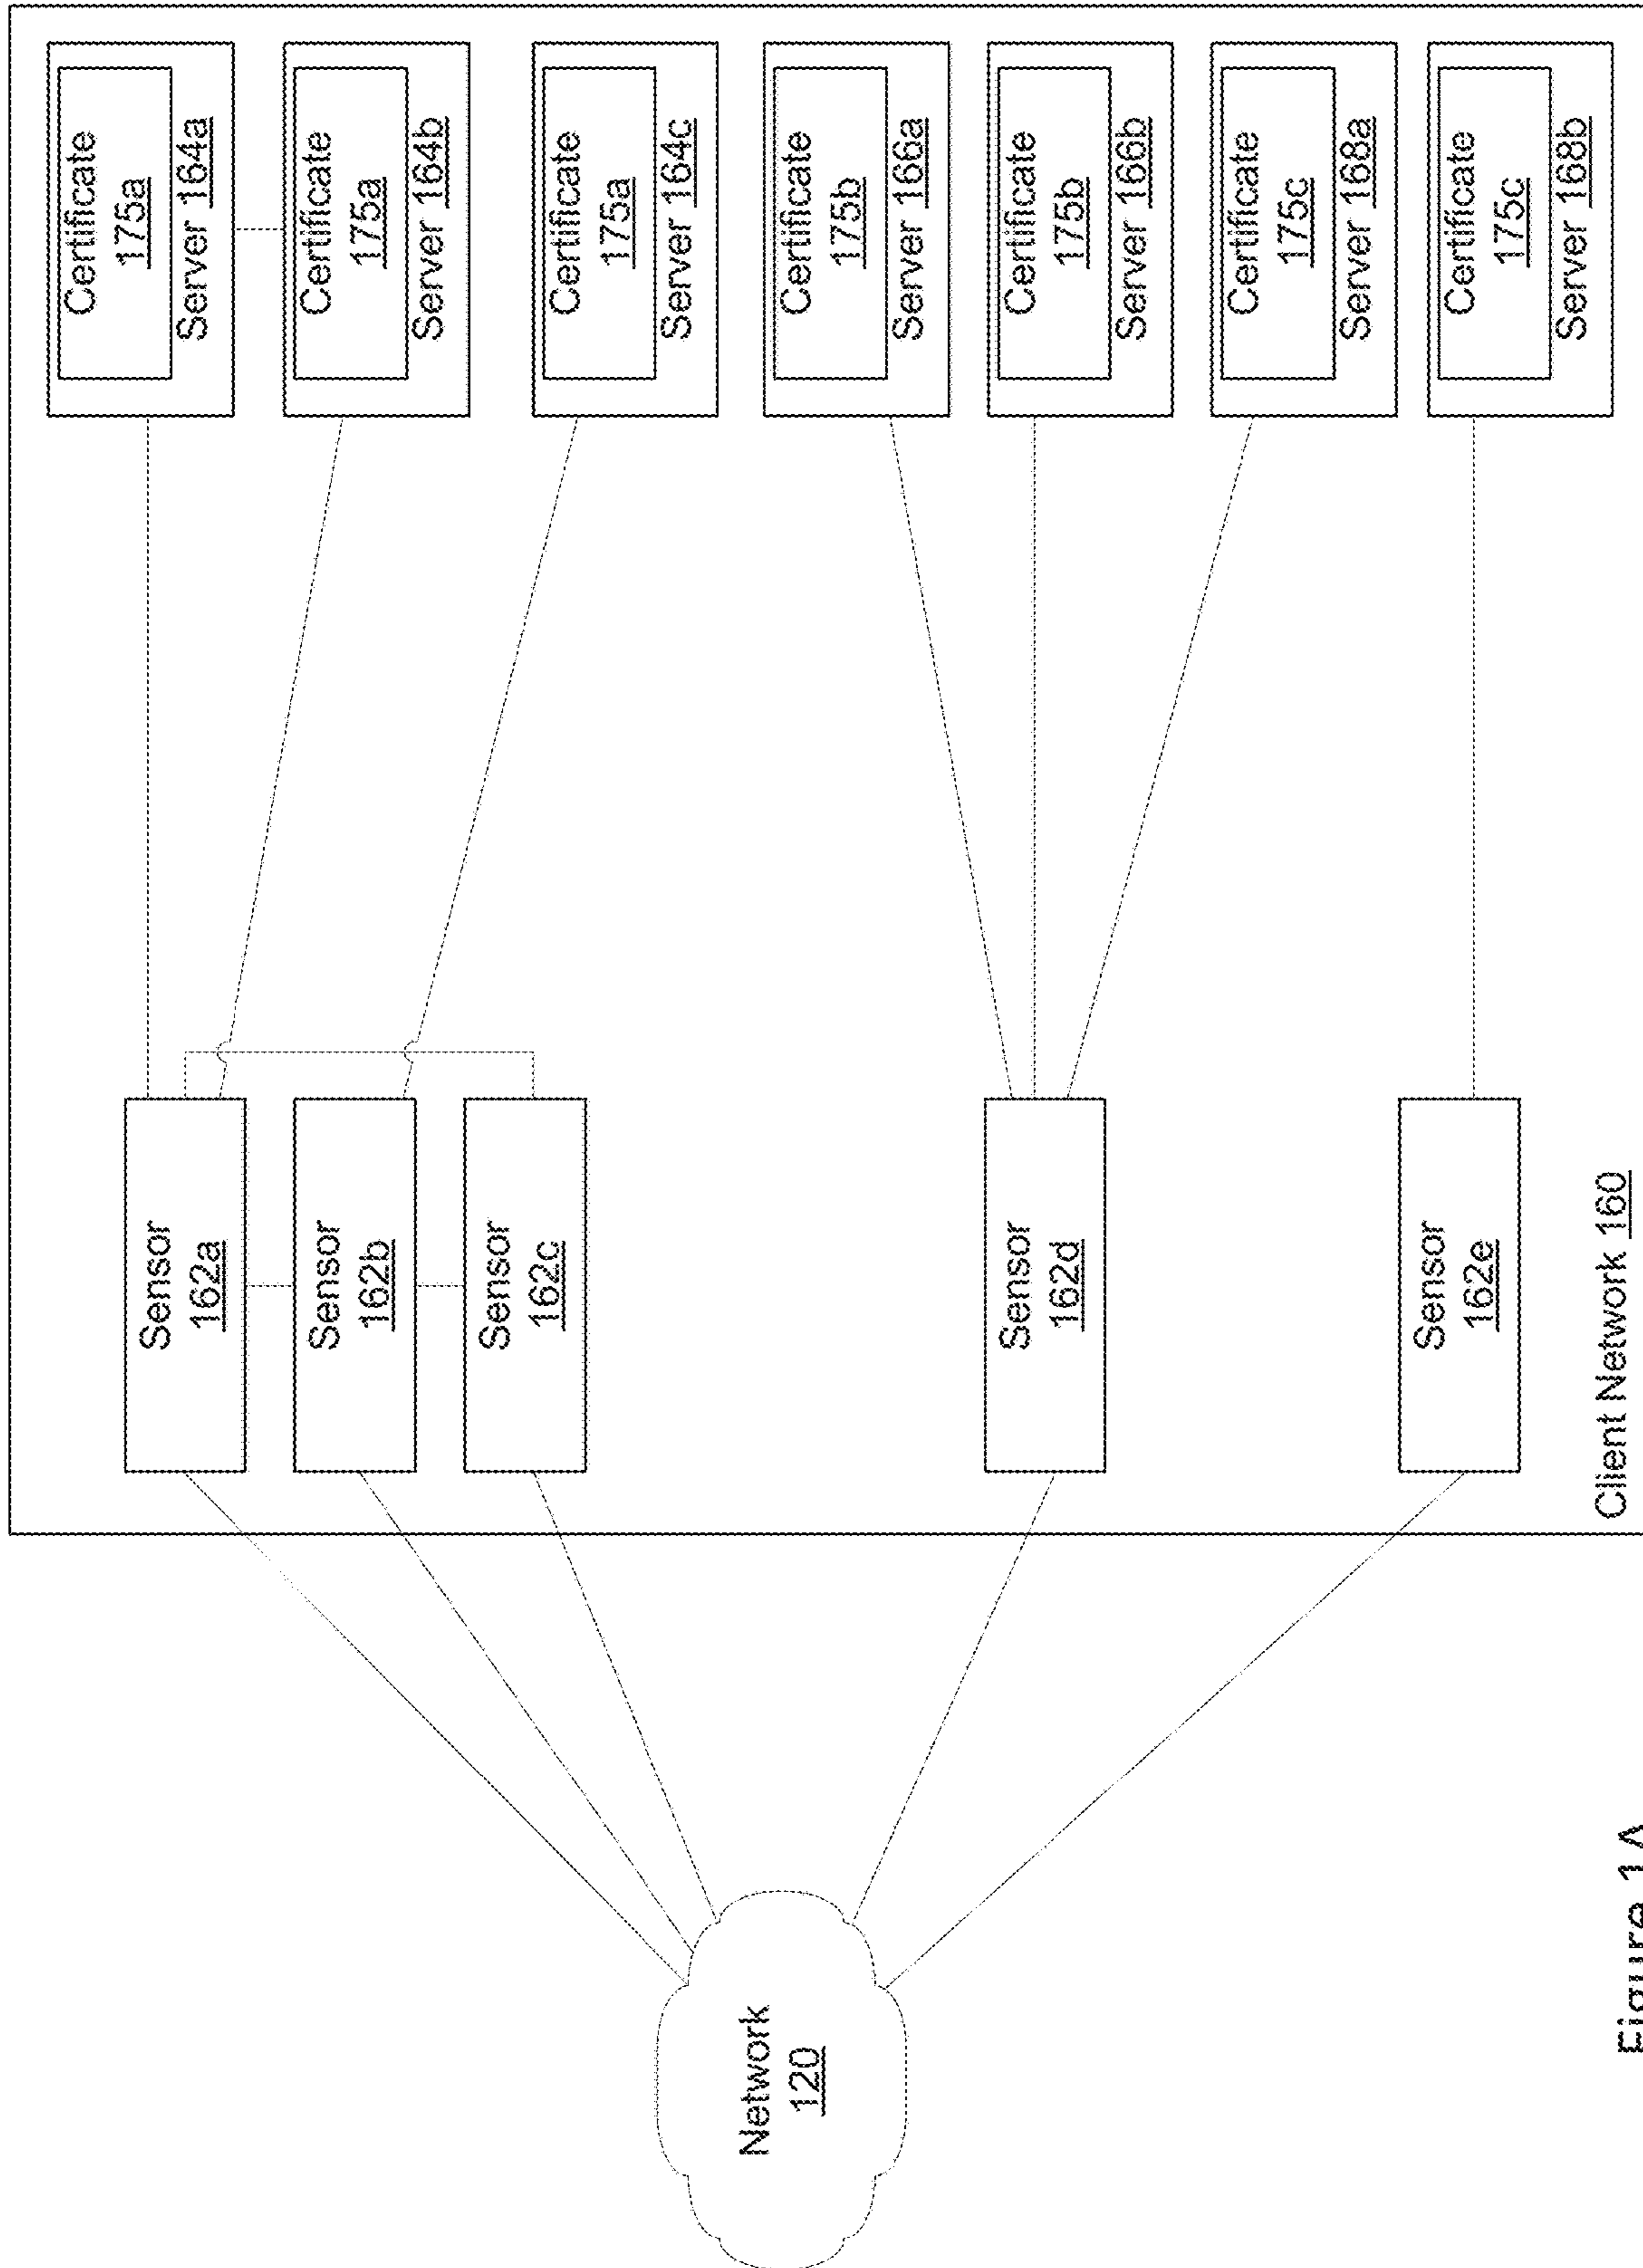 Certificate
175a
Server 164a
Certificate
175a
Server 164b
Certificate
175a
Server 164c
Certificate
175b
Server 166a
Certificate
175b
Server 166b
Certificate
175c
Server 168a
Certificate
175c
Server 168b
Sensor
162a
Sensor
162b
Sensor
162c
Sensor
162d
Sensor
162e
Client Network 160
Network
120
Figure 1A